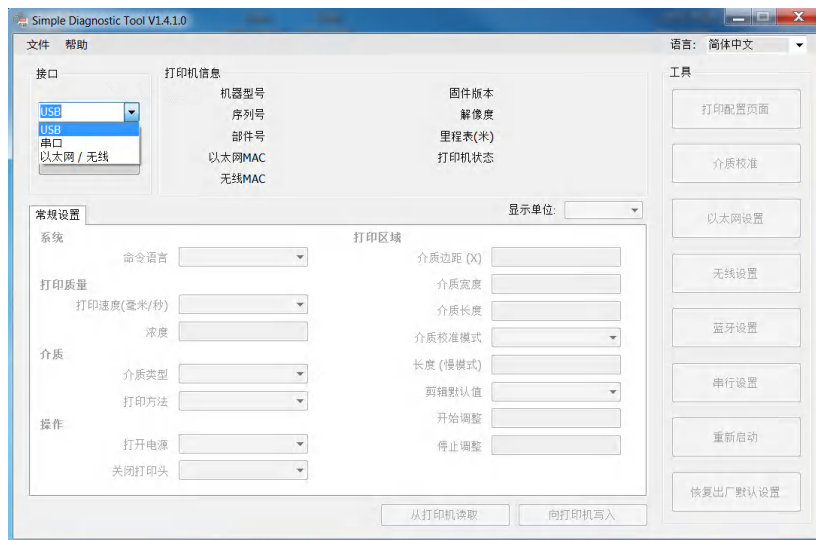 Simple Diagnostic Tool V1.4.1.0
文件 帮助
语言: 简体中文
接口
USB
USB
串口
以太网 / 无线
打印机信息
机器型号
序列号
部件号
以太网MAC
无线MAC
固件版本
解像度
里程表(米)
打印机状态
显示单位:
常规设置
系统
命令语言
打印质量
打印速度(毫米/秒)
浓度
介质
介质类型
打印方法
操作
打开电源
关闭打印头
打印区域
介质边距 (X)
介质宽度
介质长度
介质校准模式
长度 (慢模式)
剪辑默认值
开始调整
停止调整
从打印机读取
向打印机写入
工具
打印配置页面
介质校准
以太网设置
无线设置
蓝牙设置
串行设置
重新启动
恢复出厂默认设置